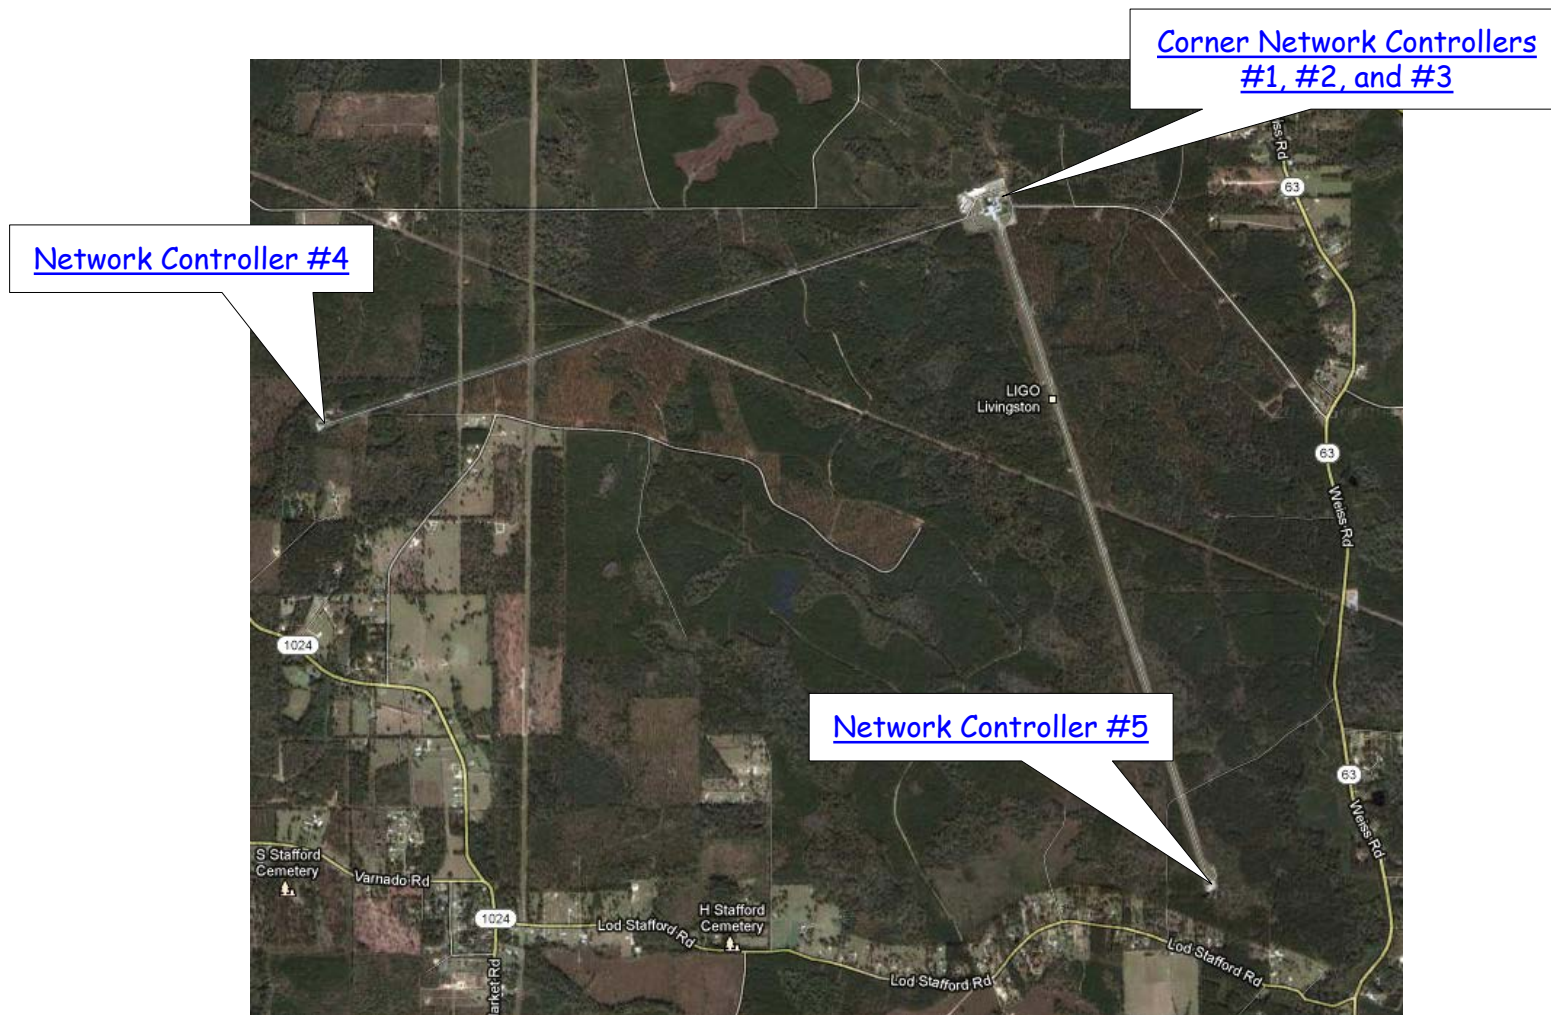 Corner Network Controllers
#1, #2, and #3
Weiss Rd
63
Network Controller #4
LIGO
Livingston
63
Weiss Rd
1024
Network Controller #5
63
Weiss Rd
S Stafford
Cemetery
Varnado Rd
1024
H Stafford
Cemetery
Lod Stafford Rd
Lod Stafford Rd
Lod Stafford Rd